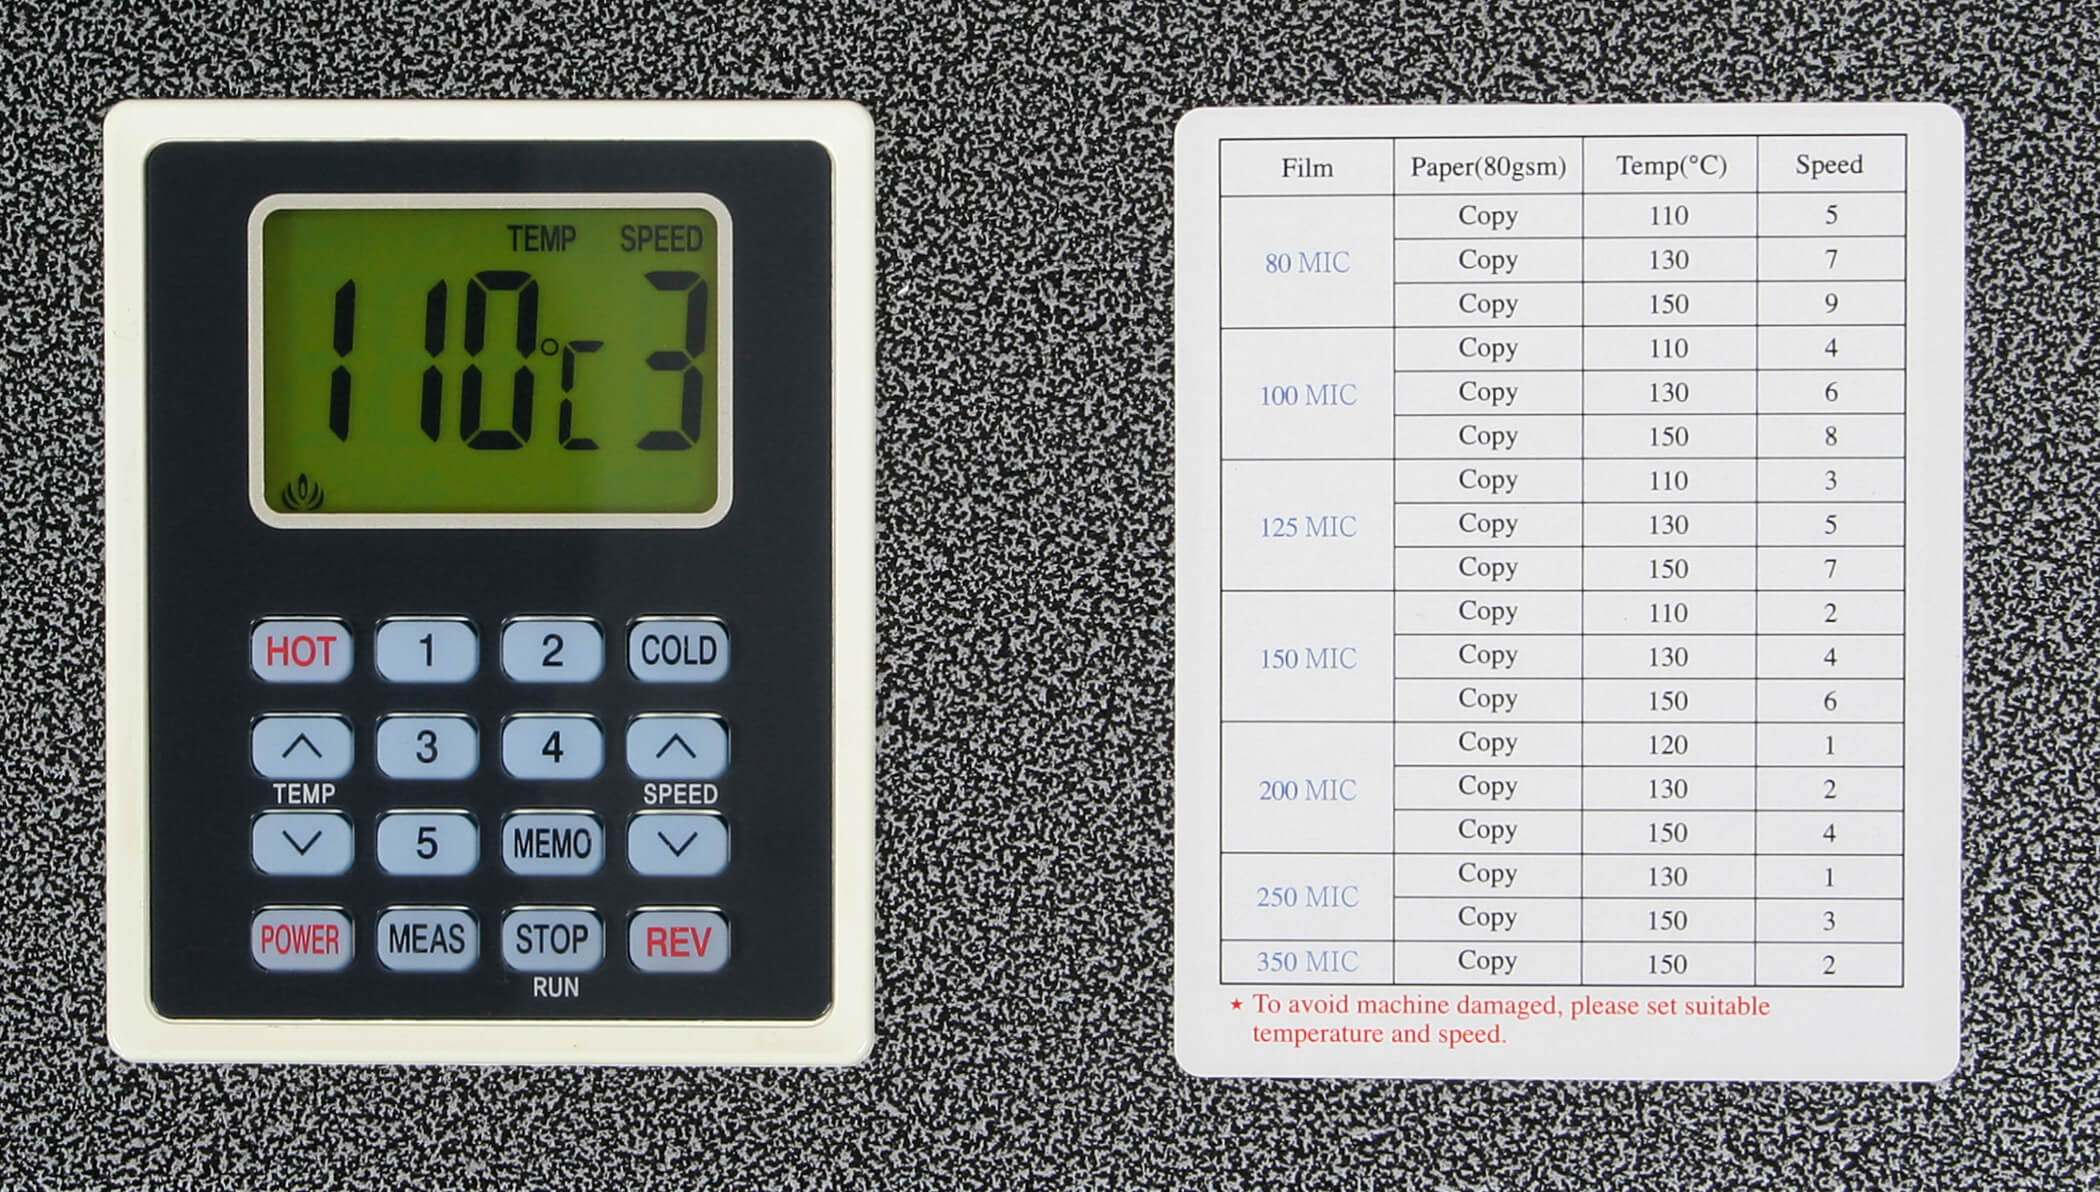 TEMP SPEED
110°C 3
HOT 1 2 COLD
3 4
TEMP SPEED
5 MEMO
POWER MEAS STOP REV
RUN
Film Paper(80gsm) Temp(°C) Speed
80 MIC Copy 110 5
Copy 130 7
Copy 150 9
100 MIC Copy 110 4
Copy 130 6
Copy 150 8
125 MIC Copy 110 3
Copy 130 5
Copy 150 7
150 MIC Copy 110 2
Copy 130 4
Copy 150 6
200 MIC Copy 120 1
Copy 130 2
Copy 150 4
250 MIC Copy 130 1
Copy 150 3
350 MIC Copy 150 2
★ To avoid machine damaged, please set suitable
temperature and speed.